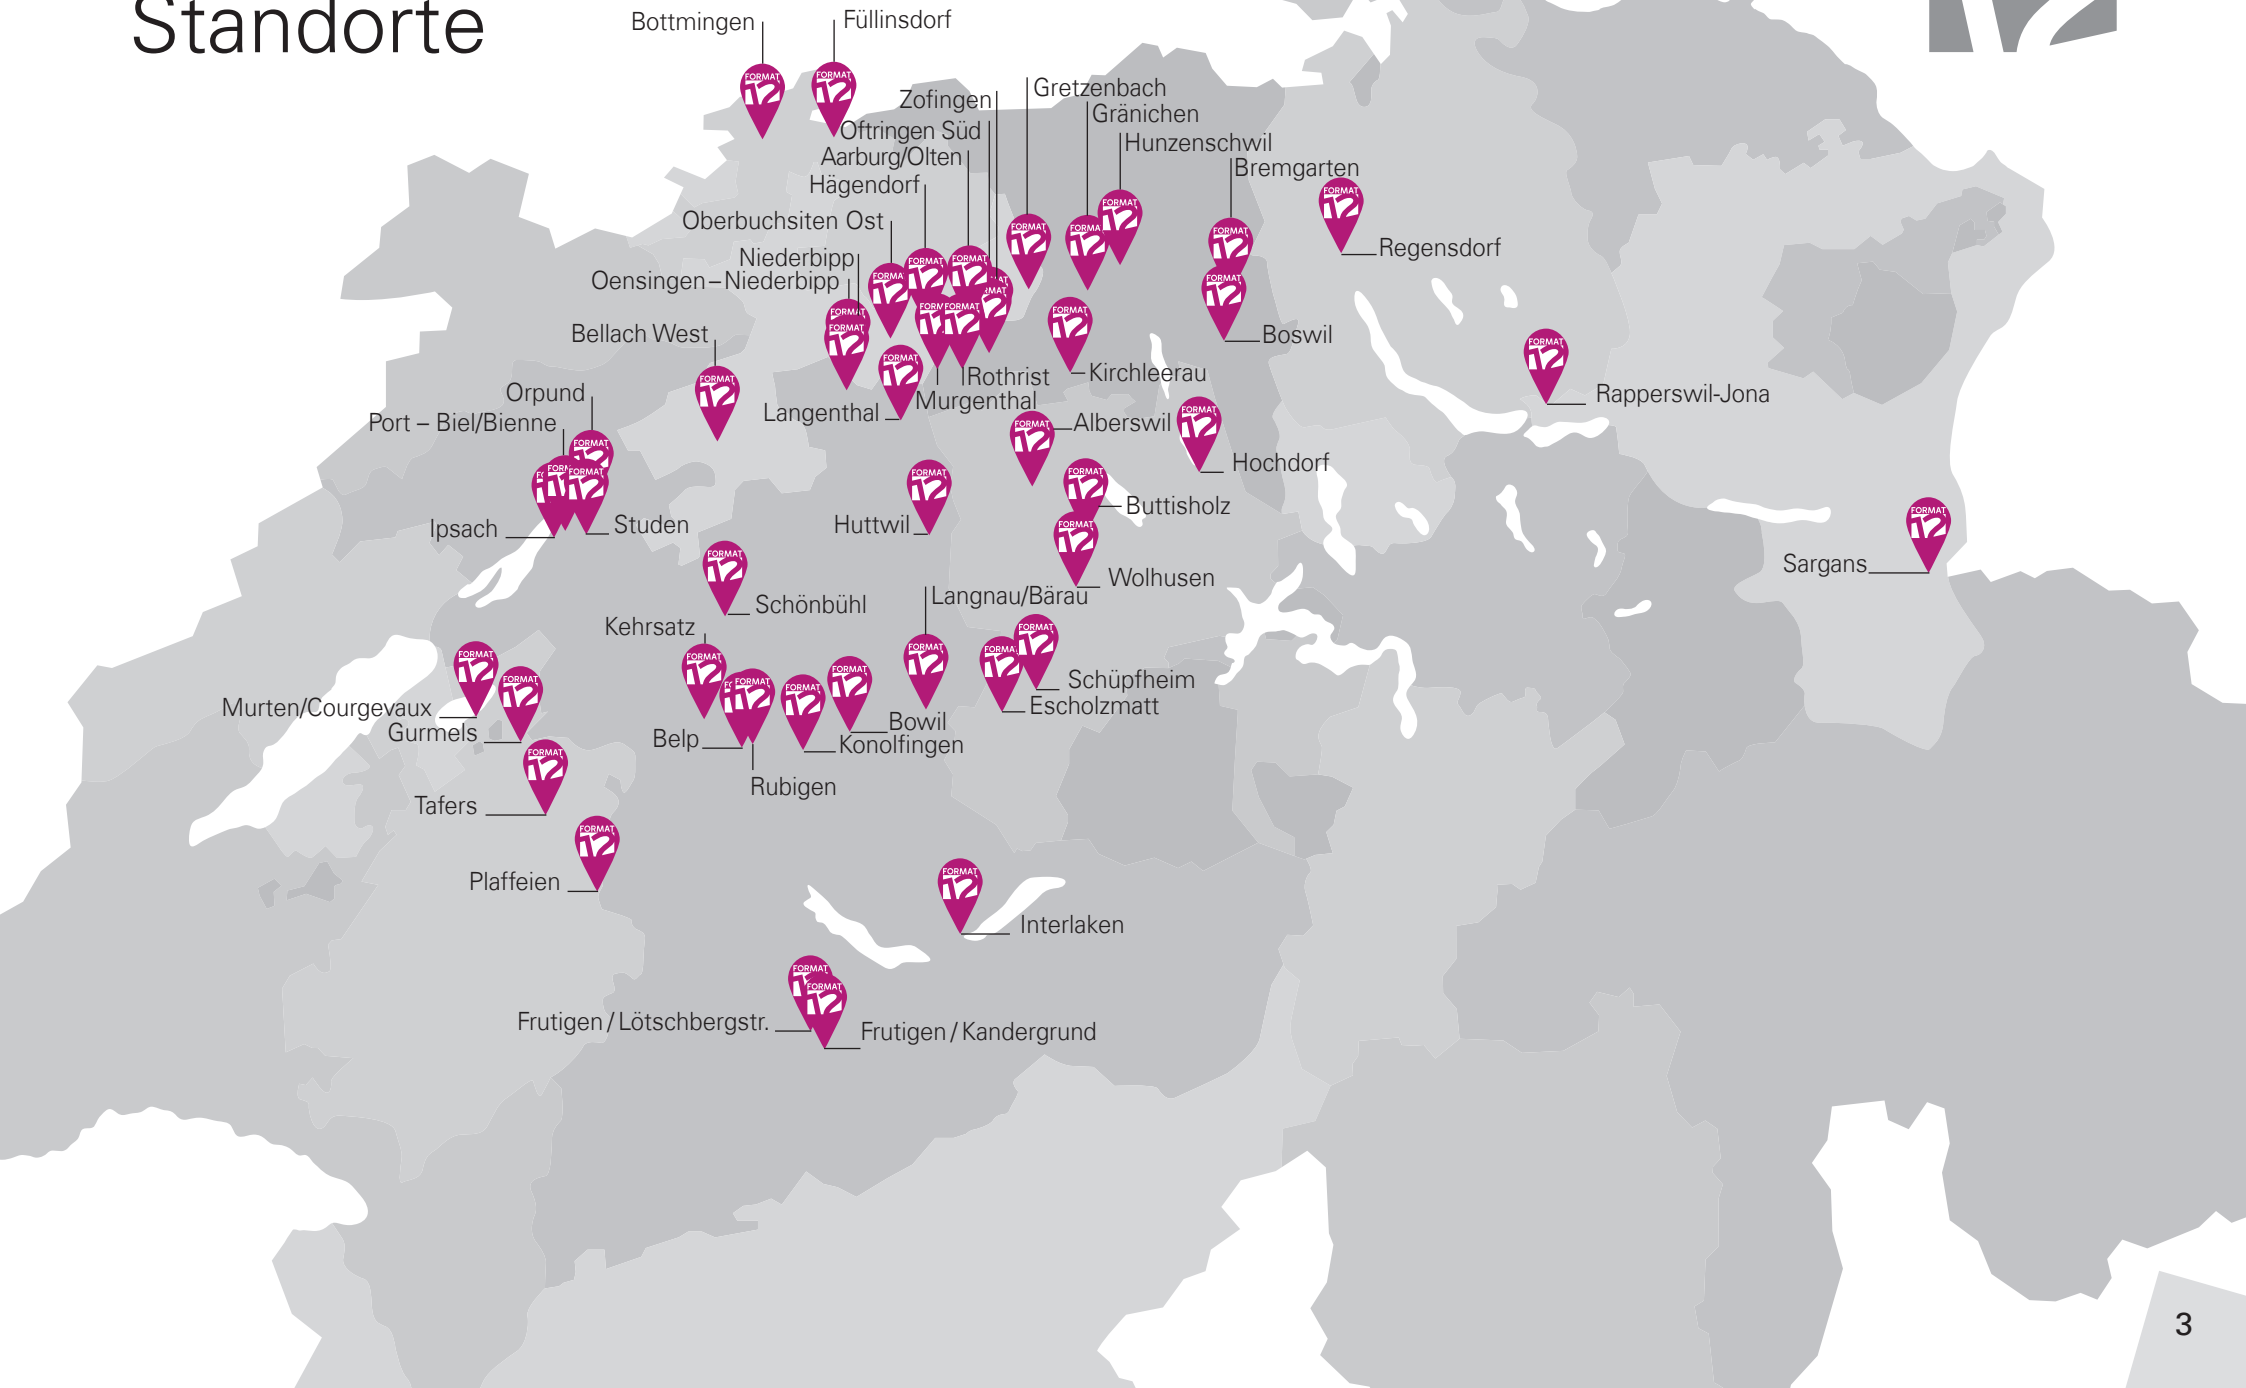 Standorte
12
Bottmingen
Füllinsdorf
Zofingen
Gretzenbach
Gränichen
Oftringen Süd
Hunzenschwil
Aarburg/Olten
Bremgarten
Hägendorf
Oberbuchsiten Ost
Regensdorf
Niederbipp
Oensingen – Niederbipp
Bellach West
Boswil
Kirchleerau
Rothrist
Rapperswil-Jona
Orpund
Murgenthal
Langenthal
Port – Biel/Bienne
Alberswil
Hochdorf
Buttisholz
Ipsach
Studen
Huttwil
Sargans
Wolhusen
Langnau/Bärau
Schönbühl
Kehrsatz
Schüpfheim
Escholzmatt
Murten/Courgevaux
Gurmels
Bowil
Belp
Konolfingen
Rubigen
Tafers
Plaffeien
Interlaken
Frutigen / Lötschbergstr.
Frutigen / Kandergrund
FORMAT
12
3